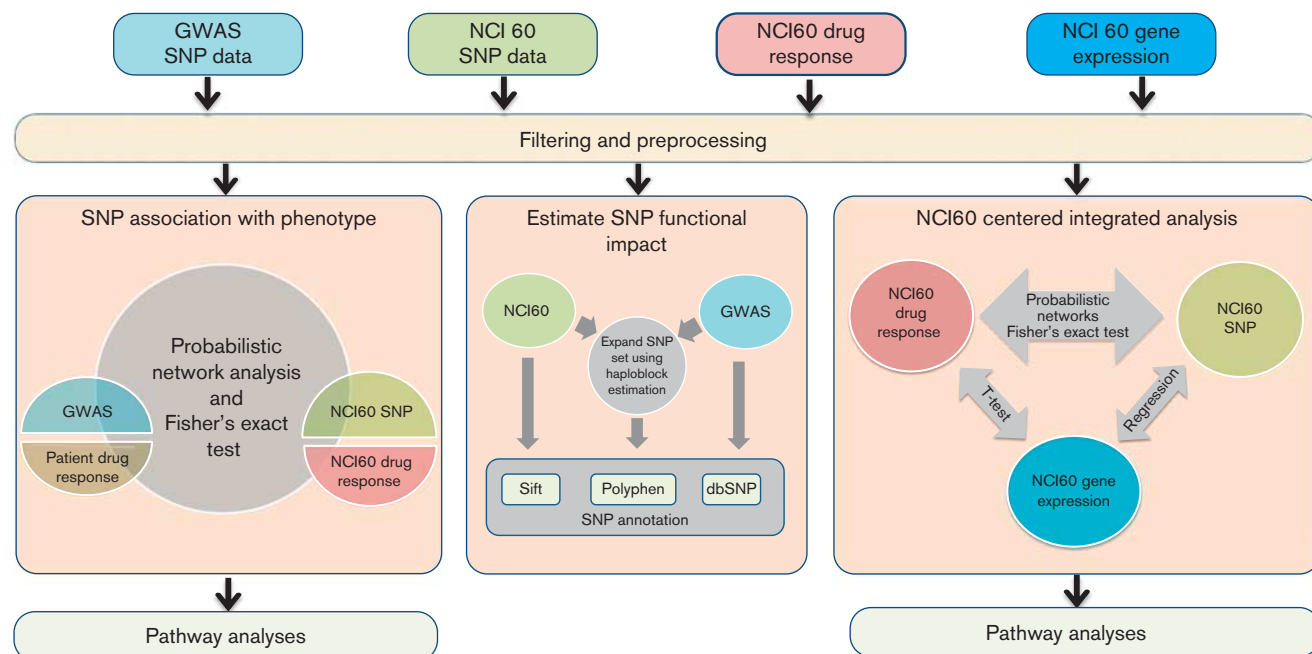 GWAS
SNP data
NCI 60
SNP data
NCI60 drug
response
NCI 60 gene
expression
Filtering and preprocessing
SNP association with phenotype
Probabilistic
network analysis
and
Fisher's exact
test
GWAS
Patient drug
response
NCI60 SNP
NCI60 drug
response
Estimate SNP functional
impact
NCI60
GWAS
Expand SNP
set using
haploblock
estimation
Sift
Polyphen
dbSNP
SNP annotation
NCI60 centered integrated analysis
NCI60
drug
response
Probabilistic
networks
Fisher's exact test
NCI60
SNP
T-test
Regression
NCI60 gene
expression
Pathway analyses
Pathway analyses